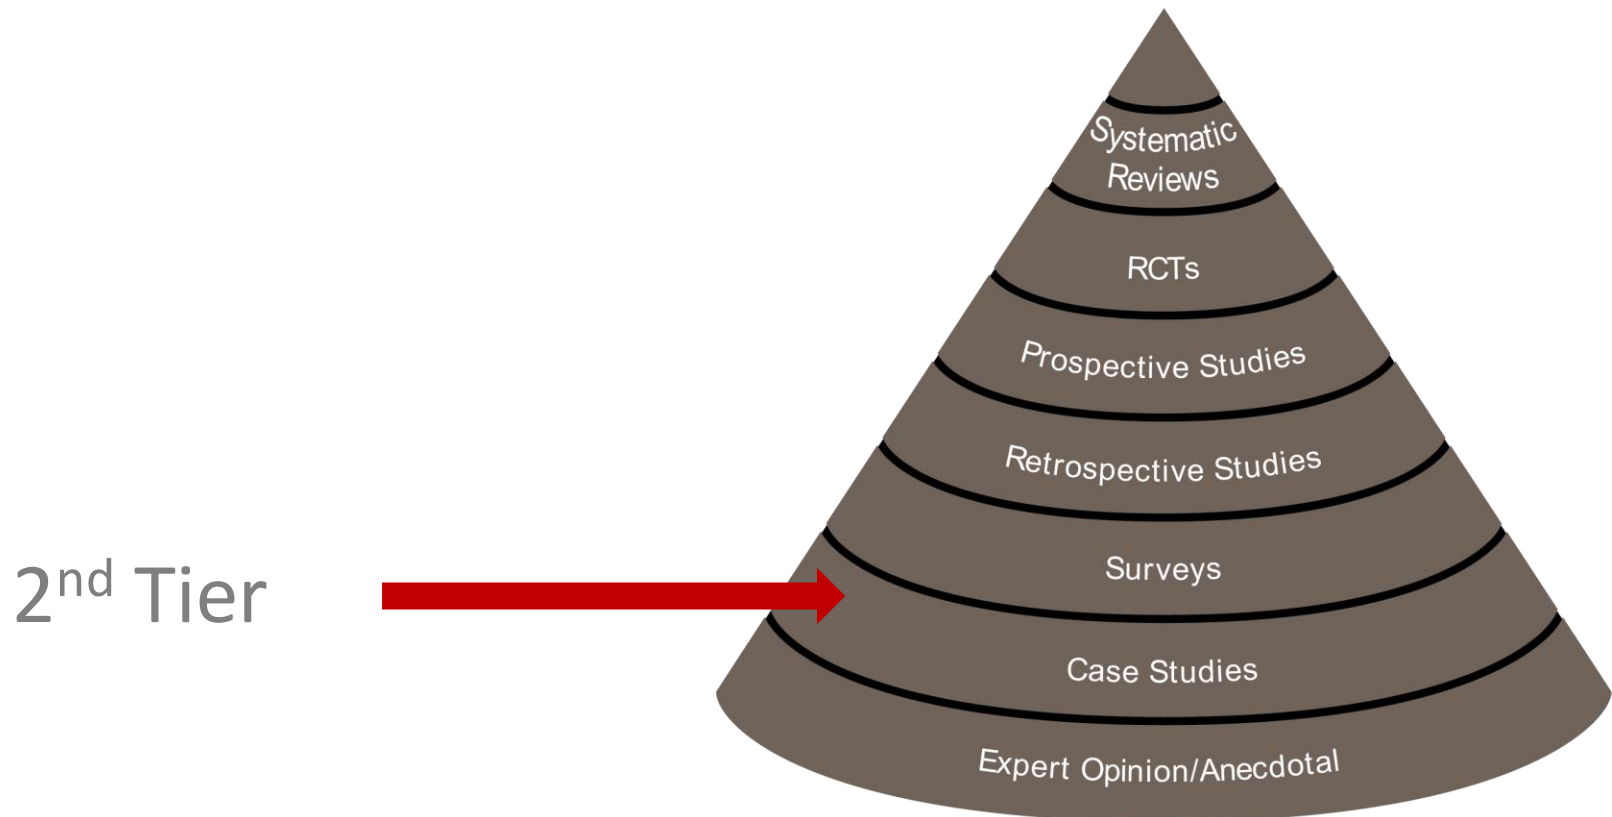 Systematic
Reviews
RCTs
Prospective Studies
Retrospective Studies
Surveys
2nd Tier
Case Studies
Expert Opinion/Anecdotal